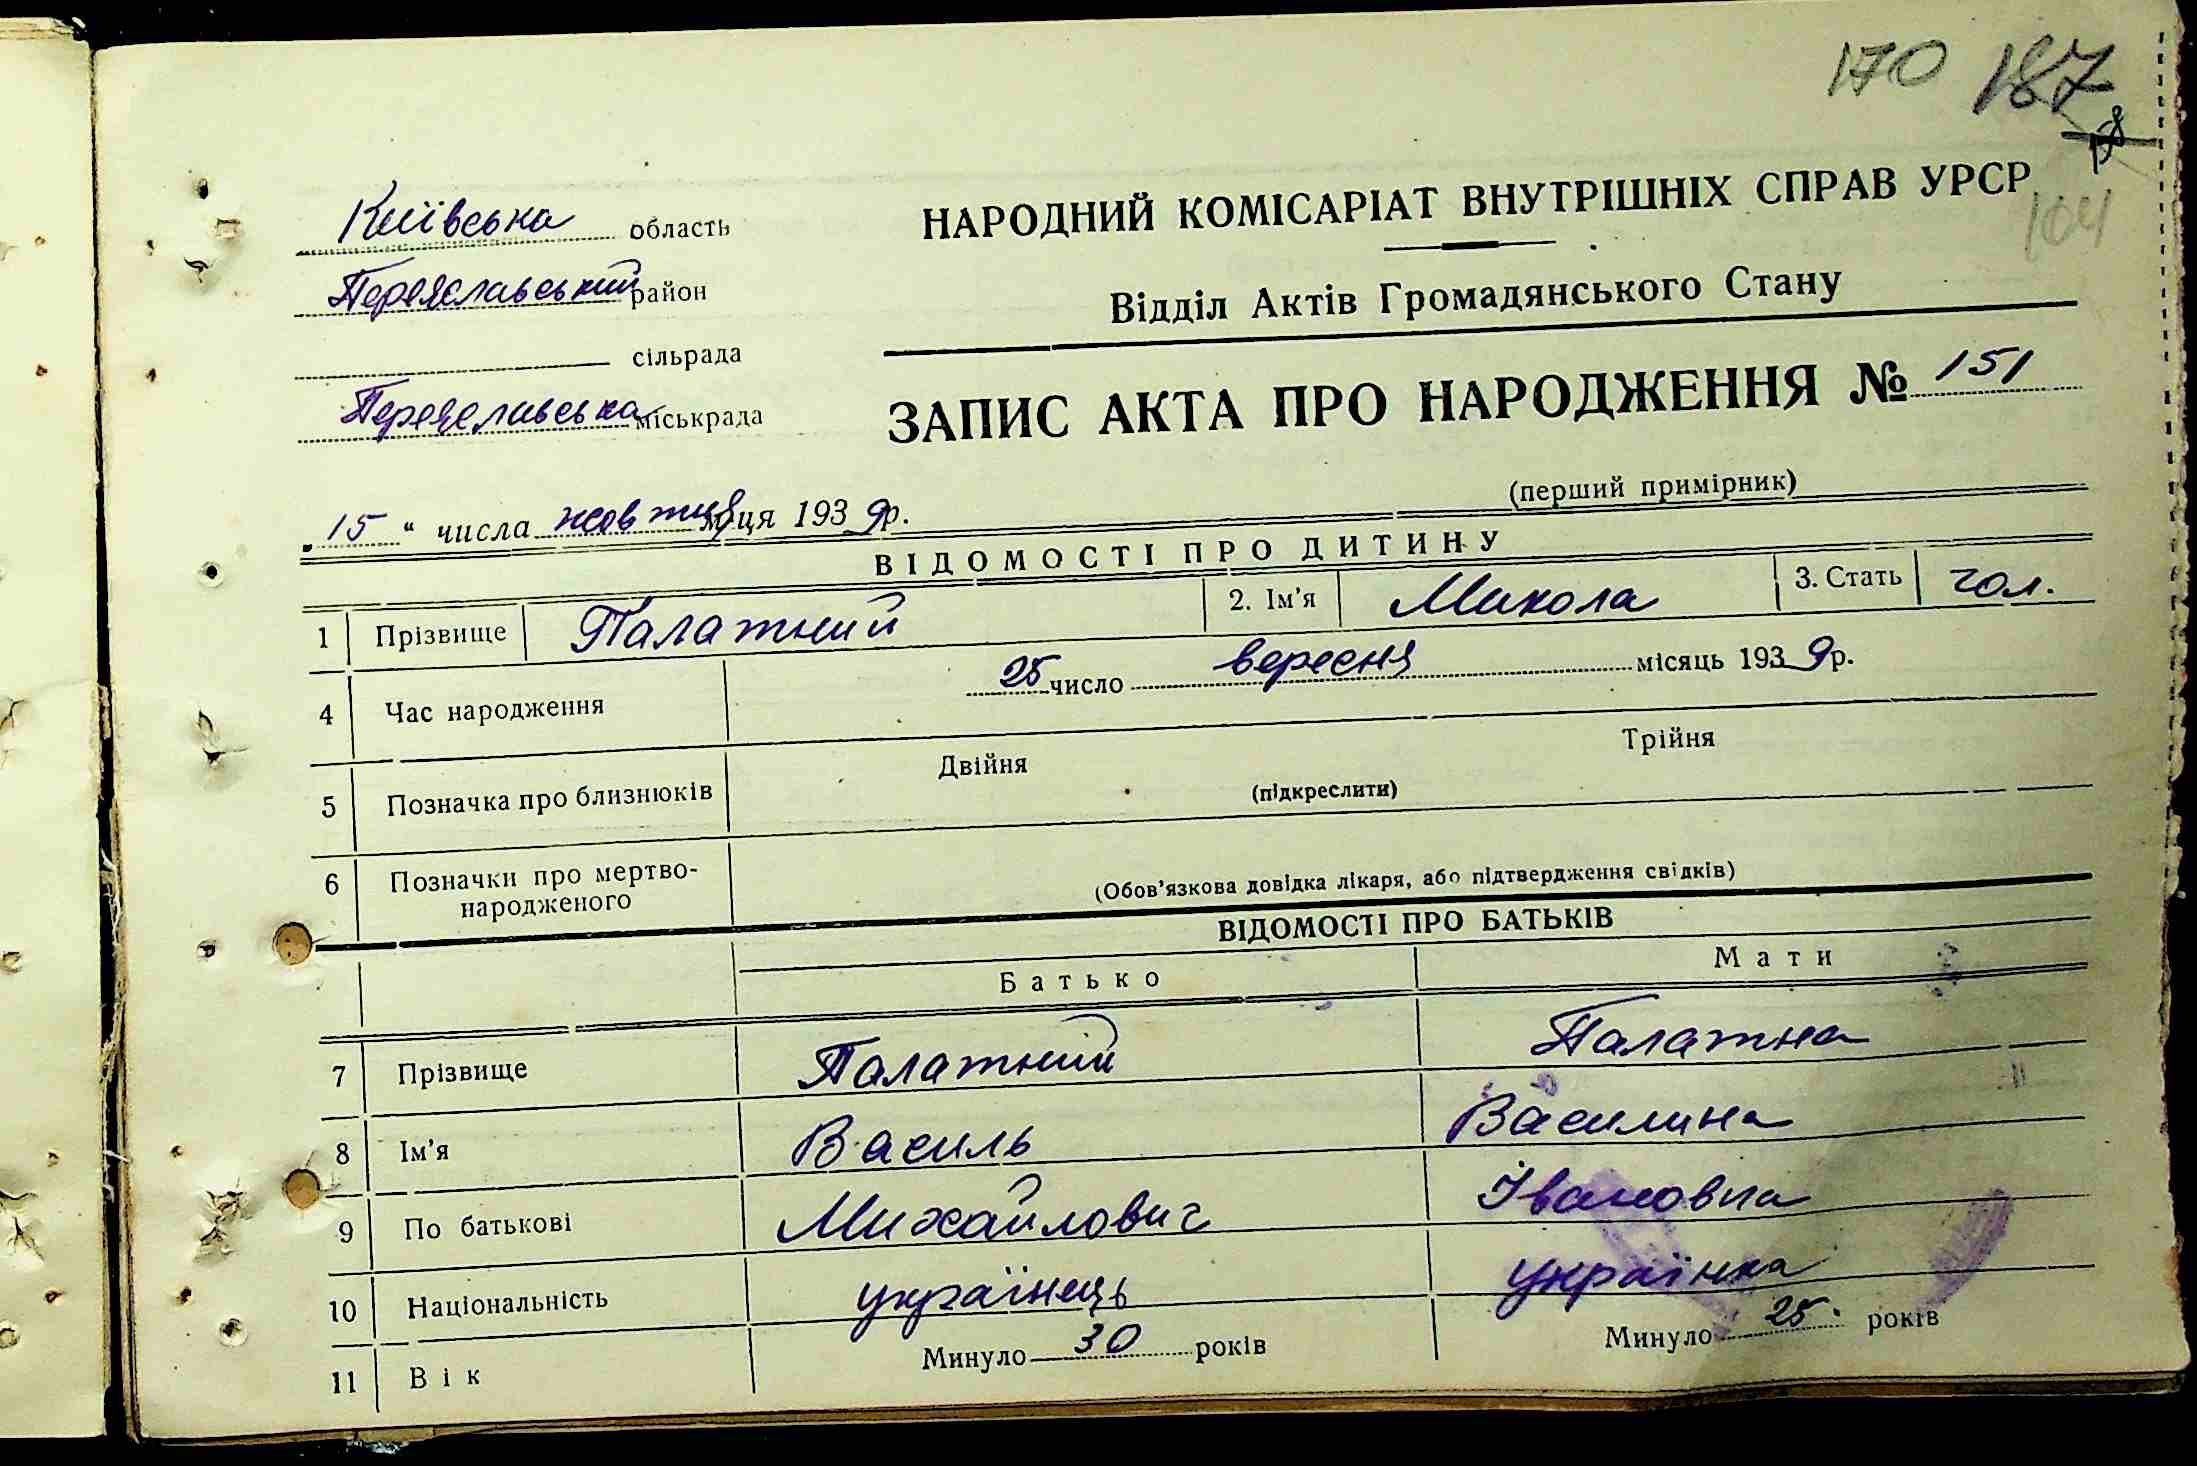 170 187
Київська область
НАРОДНИЙ КОМІСАРІАТ ВНУТРІШНІХ СПРАВ УРСР
104
Переяславський район
Відділ Актів Громадянського Стану
сільрада
Переяславська міськрада
ЗАПИС АКТА ПРО НАРОДЖЕННЯ № 151
(перший примірник)
„15“ числа жовтня м-ця 1939 р.
ВІДОМОСТІ ПРО ДИТИНУ
1 Прізвище Палатний 2. Ім'я Микола 3. Стать чол.
4 Час народження 25 число вересня місяць 1939 р.
5 Позначка про близнюків Двійня Трійня
(підкреслити)
6 Позначки про мертво-
народженого
(Обов'язкова довідка лікаря, або підтвердження свідків)
ВІДОМОСТІ ПРО БАТЬКІВ
Батько Мати
7 Прізвище Палатний Палатна
8 Ім'я Василь Василина
9 По батькові Михайлович Івановна
10 Національність українець українка
11 Вік Минуло 30 років Минуло 25 років